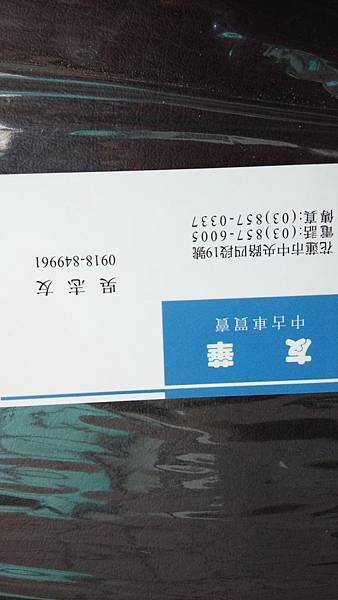 友華
中古車買賣
吳志友
0918-849961
花蓮市中央路四段19號
電話:(03)857-6005
傳真:(03)857-0337